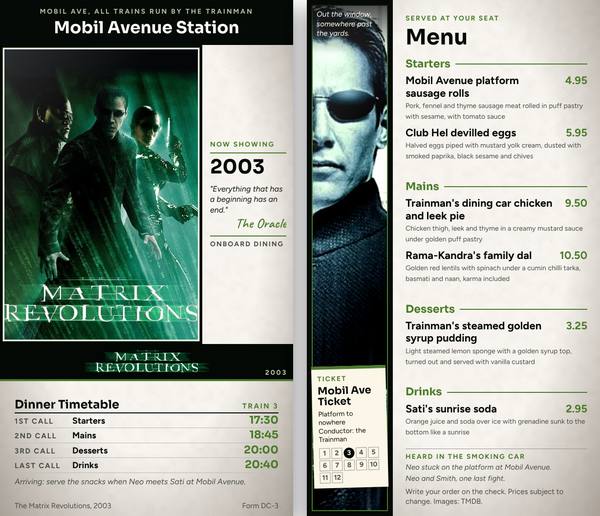 MOBIL AVE, ALL TRAINS RUN BY THE TRAINMAN
Mobil Avenue Station
NOW SHOWING
2003
"Everything that has
a beginning has an
end."
The Oracle
ONBOARD DINING
MATRIX
REVOLUTIONS
MATRIX
REVOLUTIONS
2003
Dinner Timetable TRAIN 3
1ST CALL Starters 17:30
2ND CALL Mains 18:45
3RD CALL Desserts 20:00
LAST CALL Drinks 20:40
Arriving: serve the snacks when Neo meets Sati at Mobil Avenue.
The Matrix Revolutions, 2003 Form DC-3
Out the window,
somewhere past
the yards.
TICKET
Mobil Ave
Ticket
Platform to
nowhere
Conductor: the
Trainman
1 2 3 4 5
6 7 8 9 10
11 12
SERVED AT YOUR SEAT
Menu
Starters
Mobil Avenue platform 4.95
sausage rolls
Pork, fennel and thyme sausage meat rolled in puff pastry
with sesame, with tomato sauce
Club Hel devilled eggs 5.95
Halved eggs piped with mustard yolk cream, dusted with
smoked paprika, black sesame and chives
Mains
Trainman's dining car chicken 9.50
and leek pie
Chicken thigh, leek and thyme in a creamy mustard sauce
under golden puff pastry
Rama-Kandra's family dal 10.50
Golden red lentils with spinach under a cumin chilli tarka,
basmati and naan, karma included
Desserts
Trainman's steamed golden 3.25
syrup pudding
Light steamed lemon sponge with a golden syrup top,
turned out and served with vanilla custard
Drinks
Sati's sunrise soda 2.95
Orange juice and soda over ice with grenadine sunk to the
bottom like a sunrise
HEARD IN THE SMOKING CAR
Neo stuck on the platform at Mobil Avenue.
Neo and Smith, one last fight.
Write your order on the check. Prices subject to
change. Images: TMDB.